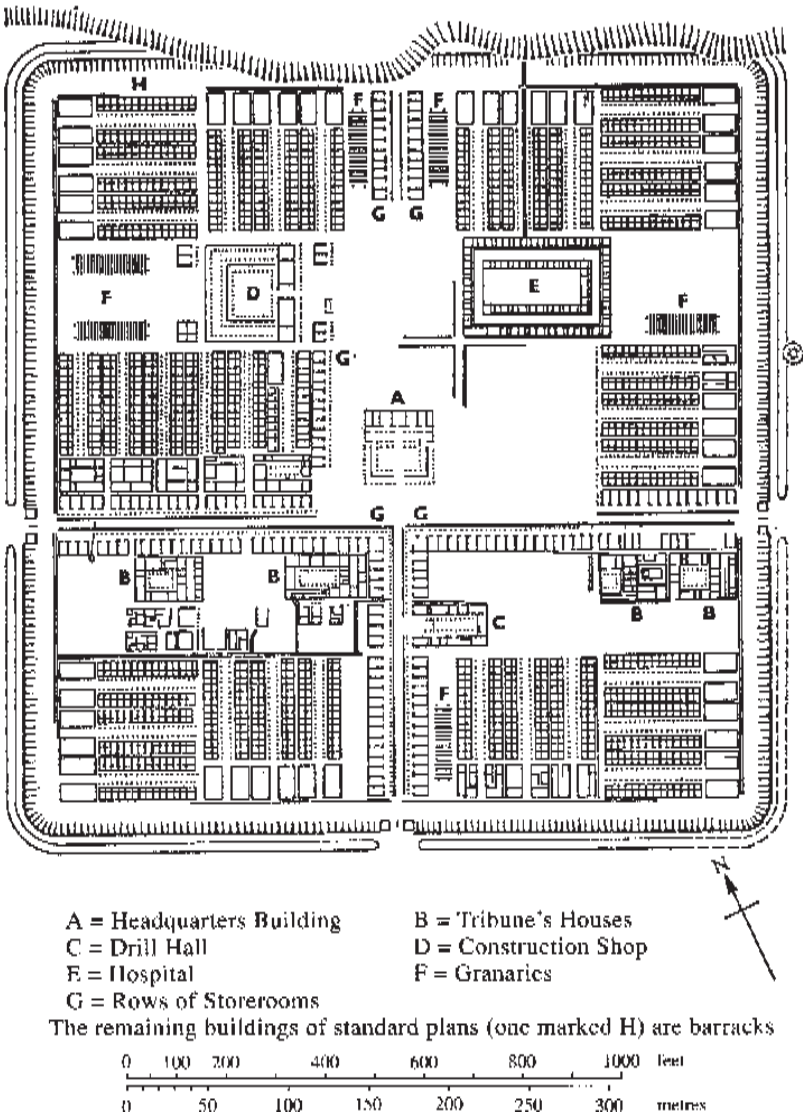 H
F F
G G
D E
F F
G
A
G G
B B
C B B
F
N
A = Headquarters Building B = Tribune's Houses
C = Drill Hall D = Construction Shop
E = Hospital F = Granaries
G = Rows of Storerooms
The remaining buildings of standard plans (one marked H) are barracks
0 100 200 400 600 800 1000 feet
0 50 100 150 200 250 300 metres